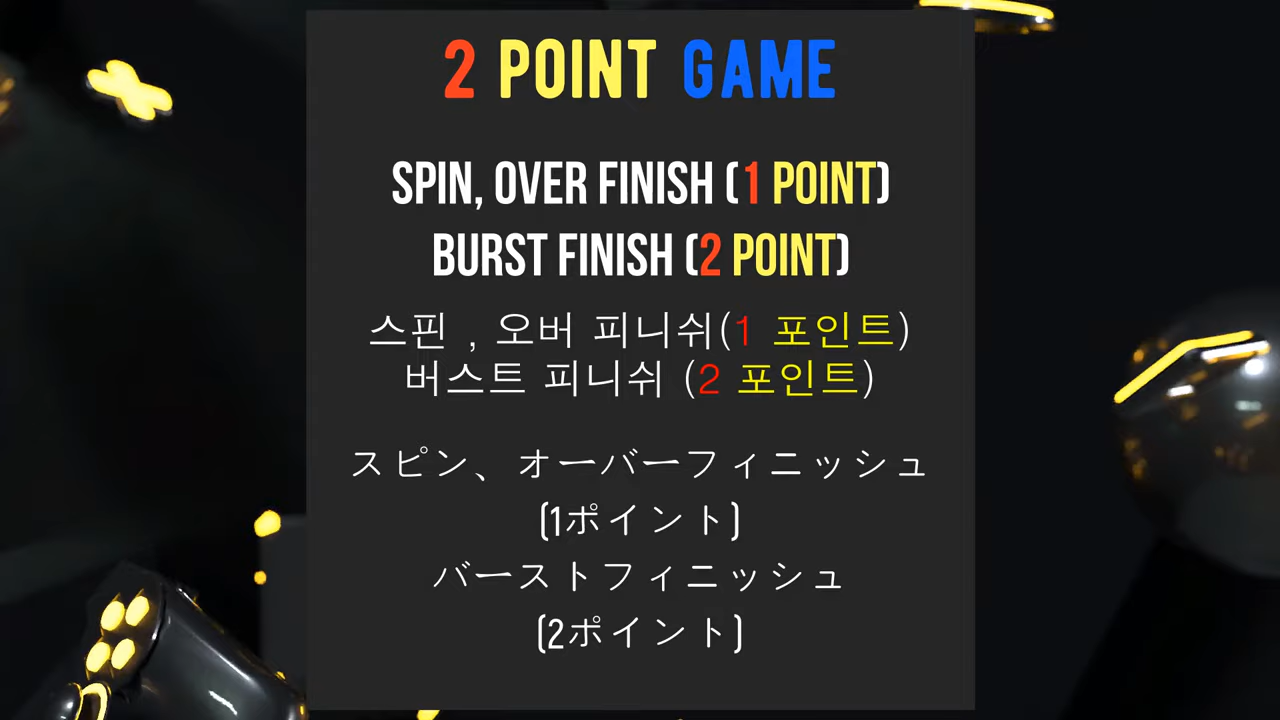 2 POINT GAME
SPIN, OVER FINISH (1 POINT)
BURST FINISH (2 POINT)
스핀 , 오버 피니쉬(1 포인트)
버스트 피니쉬 (2 포인트)
スピン、オーバーフィニッシュ
(1ポイント)
バーストフィニッシュ
(2ポイント)